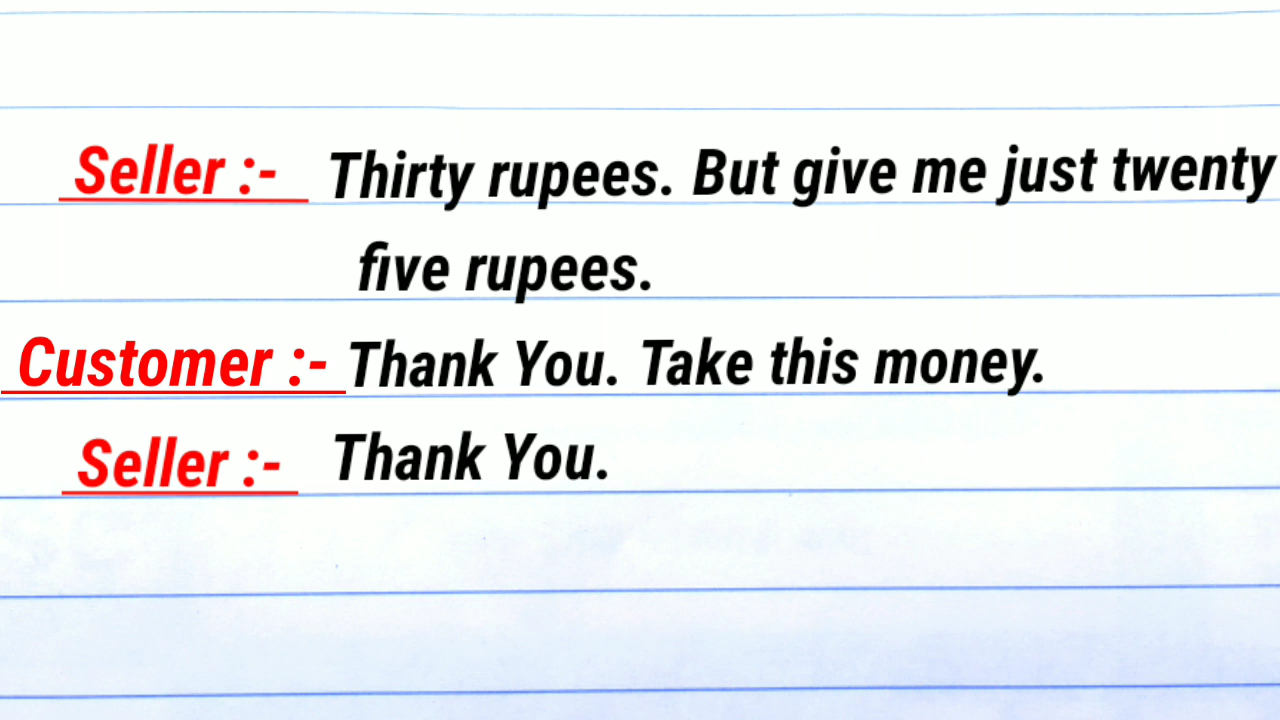 Seller :- Thirty rupees. But give me just twenty
five rupees.
Customer :- Thank You. Take this money.
Seller :- Thank You.